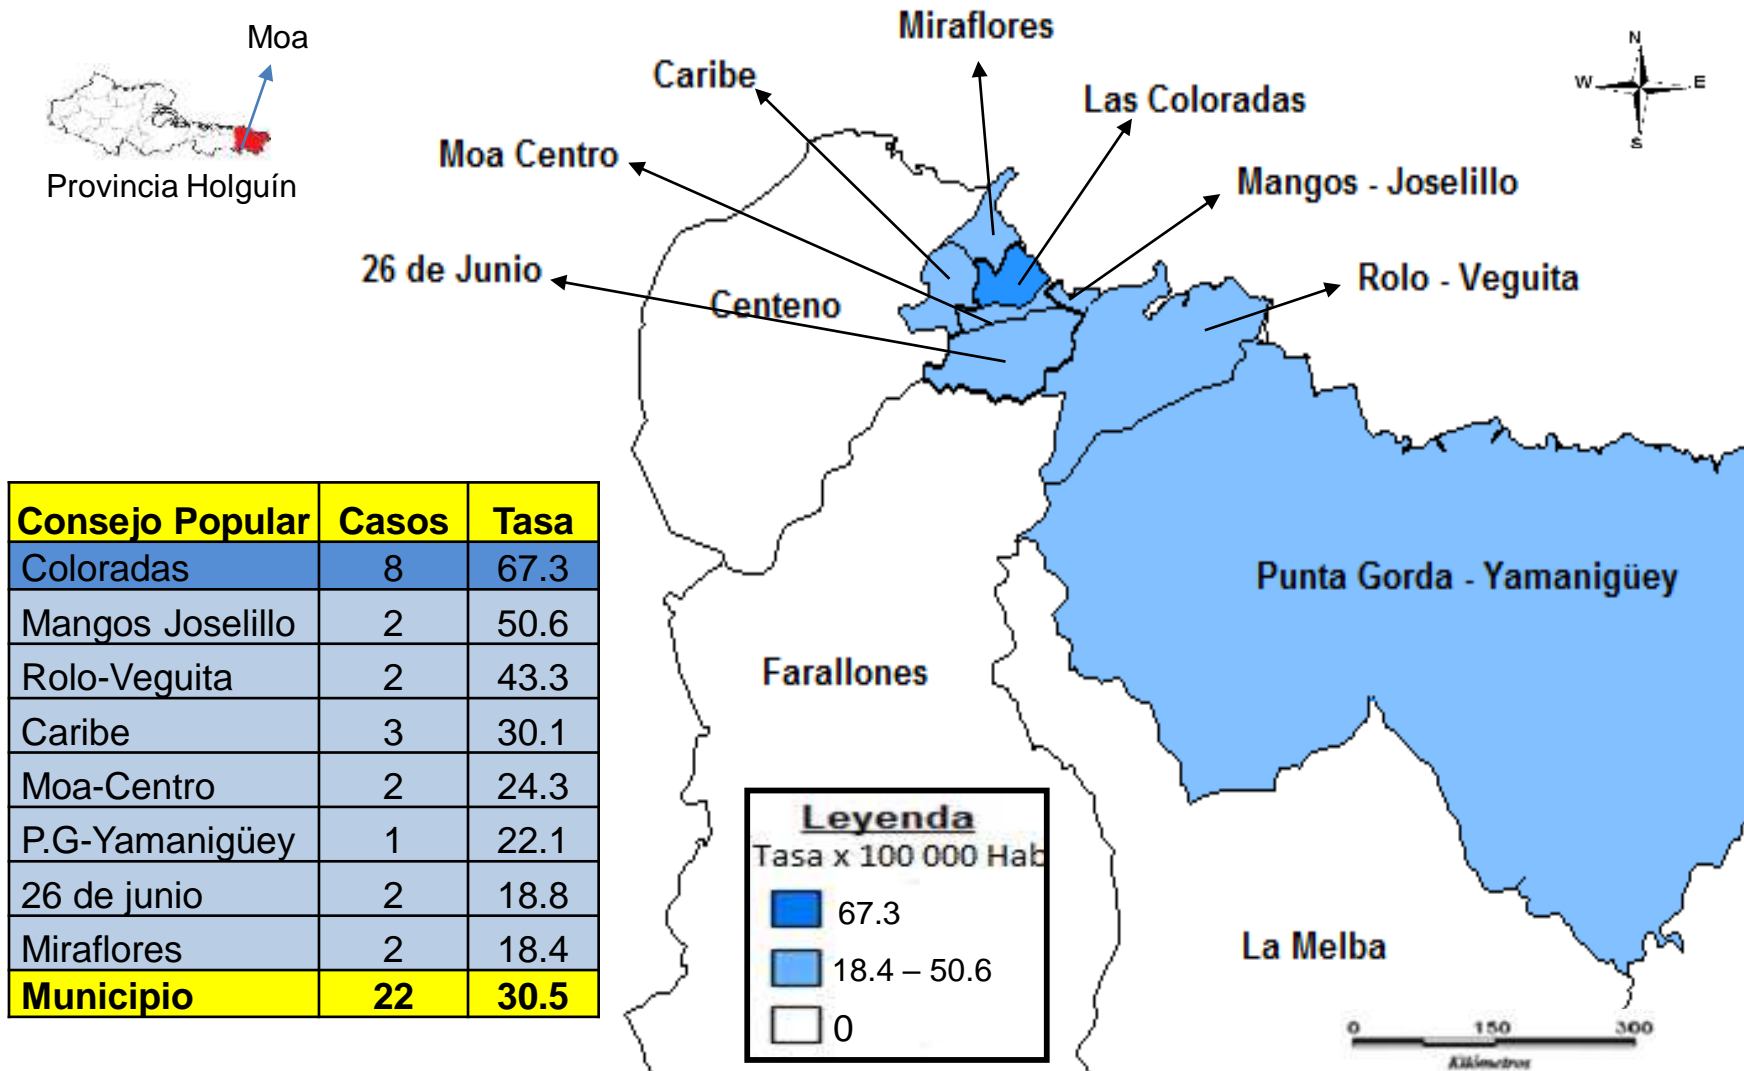 Moa
Provincia Holguín
Miraflores
Caribe
Las Coloradas
Moa Centro
Mangos - Joselillo
26 de Junio
Centeno
Rolo - Veguita
N
W E
S
Punta Gorda - Yamanigüey
Farallones
La Melba
Consejo Popular Casos Tasa
Coloradas 8 67.3
Mangos Joselillo 2 50.6
Rolo-Veguita 2 43.3
Caribe 3 30.1
Moa-Centro 2 24.3
P.G-Yamanigüey 1 22.1
26 de junio 2 18.8
Miraflores 2 18.4
Municipio 22 30.5
Leyenda
Tasa x 100 000 Hab
67.3
18.4 – 50.6
0
0 150 300
Kilómetros